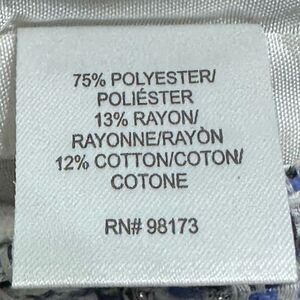 75% POLYESTER/
POLIÉSTER
13% RAYON/
RAYONNE/RAYÒN
12% COTTON/COTON/
COTONE
RN# 98173